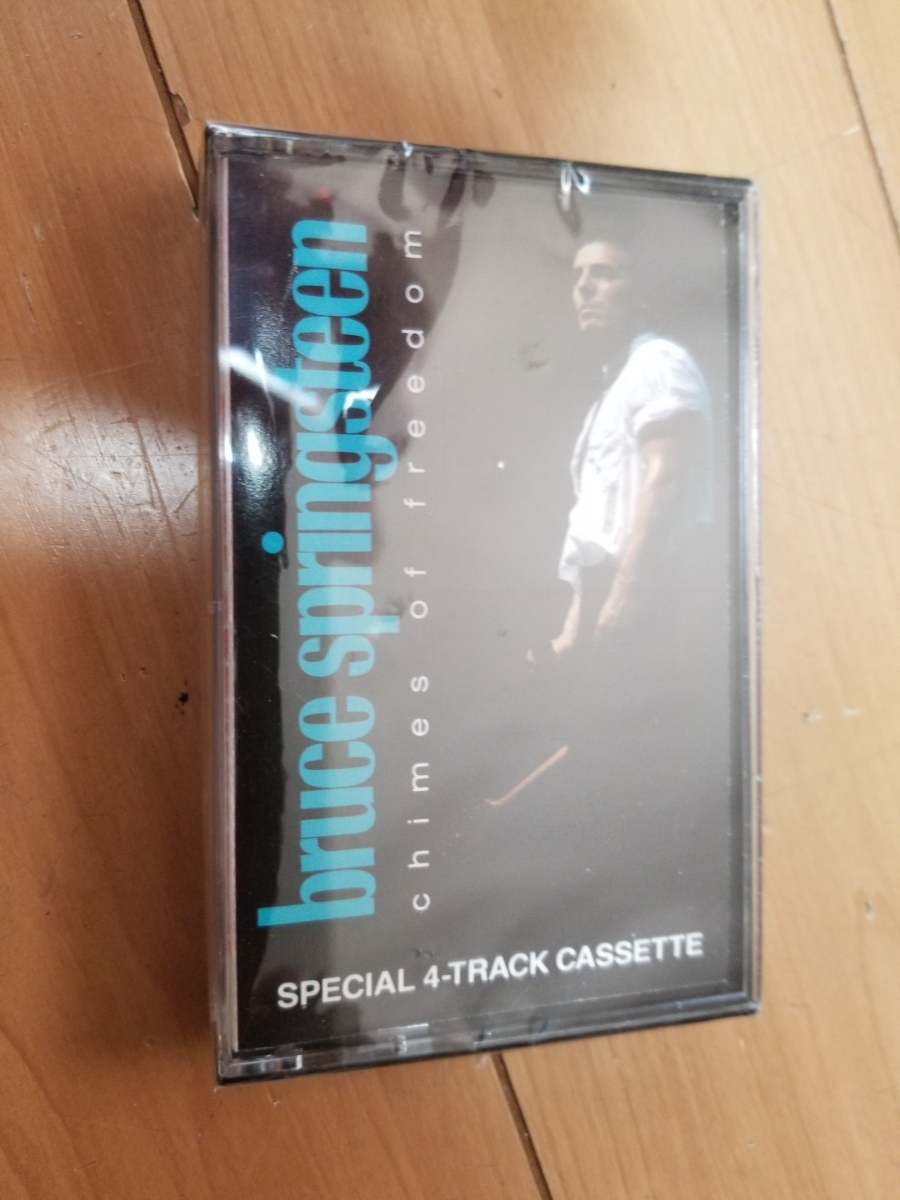 bruce springsteen
chimes of freedom
SPECIAL 4-TRACK CASSETTE